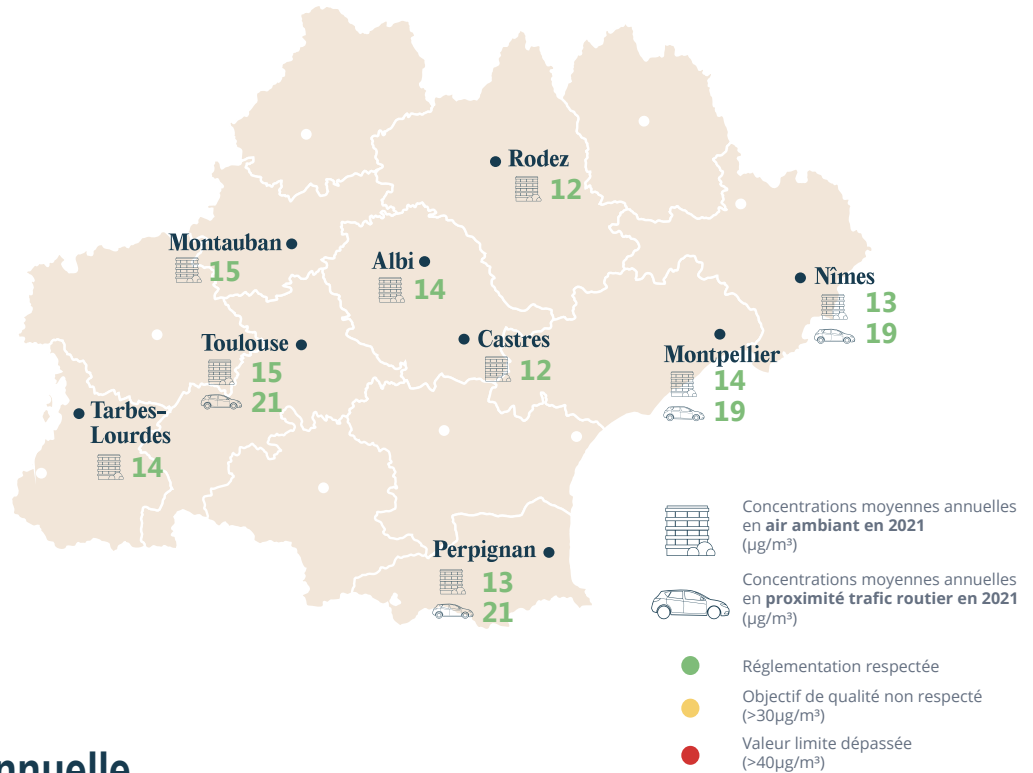 Rodez
12
Montauban
15
Albi
14
Nîmes
13
19
Toulouse
15
21
Castres
12
Montpellier
14
19
Tarbes-
Lourdes
14
Perpignan
13
21
Concentrations moyennes annuelles
en air ambiant en 2021
(µg/m³)
Concentrations moyennes annuelles
en proximité trafic routier en 2021
(µg/m³)
Réglementation respectée
Objectif de qualité non respecté
(>30µg/m³)
Valeur limite dépassée
(>40µg/m³)